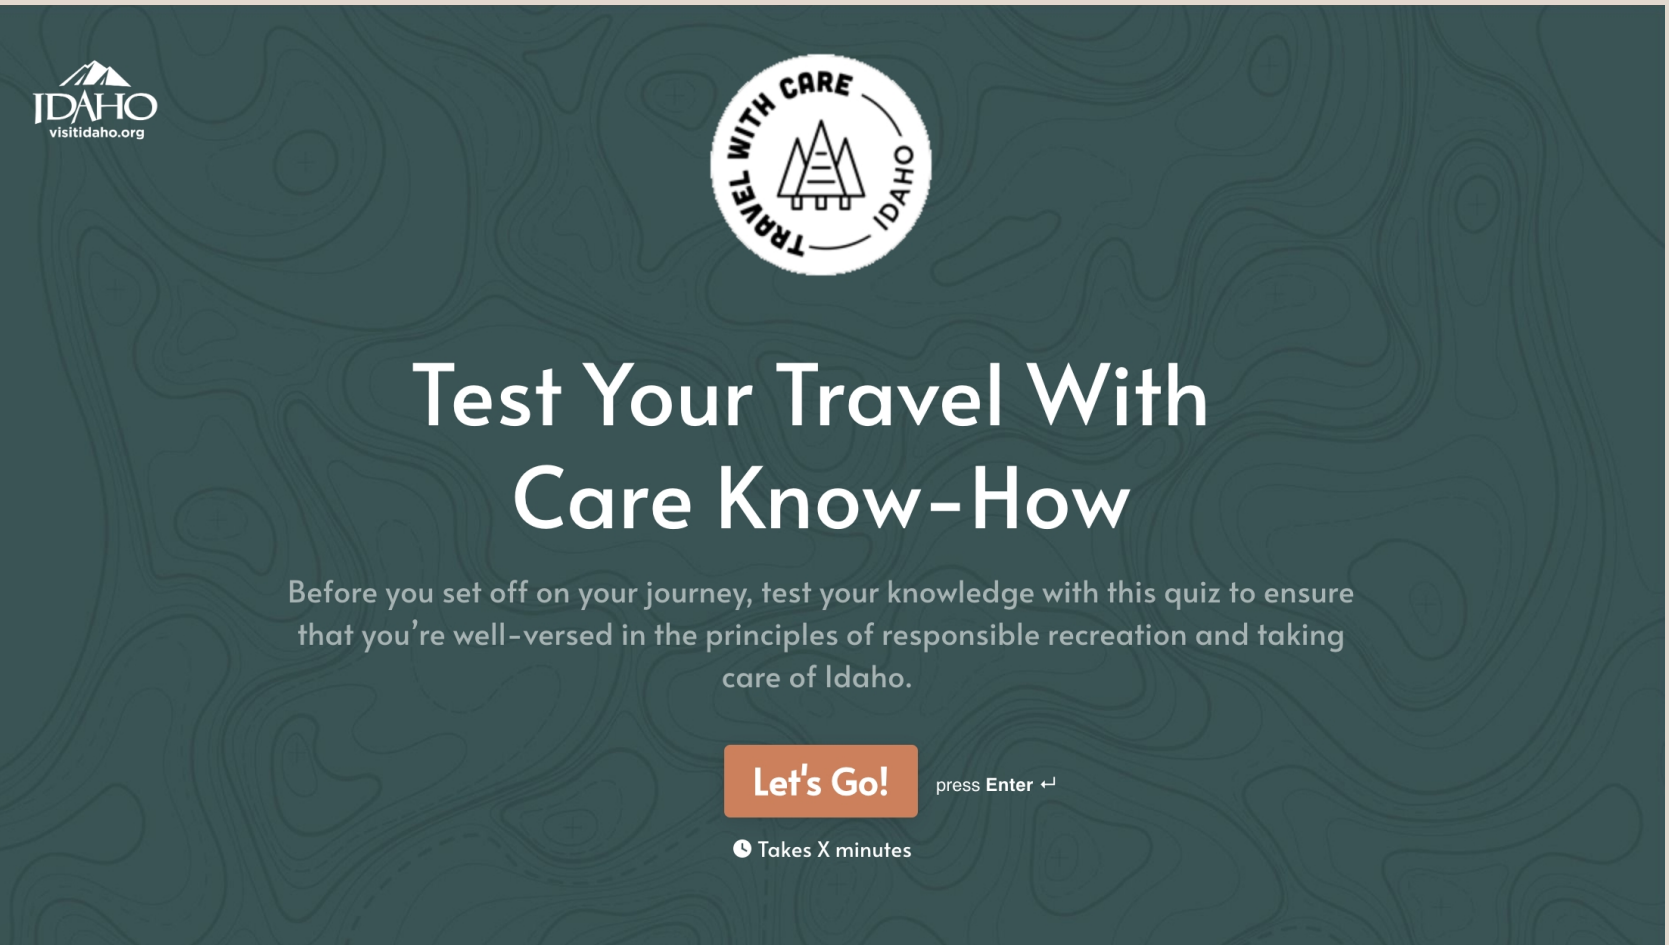 IDAHO
visitidaho.org
TRAVEL WITH CARE
IDAHO
Test Your Travel With
Care Know-How
Before you set off on your journey, test your knowledge with this quiz to ensure
that you’re well-versed in the principles of responsible recreation and taking
care of Idaho.
Let's Go!
press Enter ↵
Takes X minutes